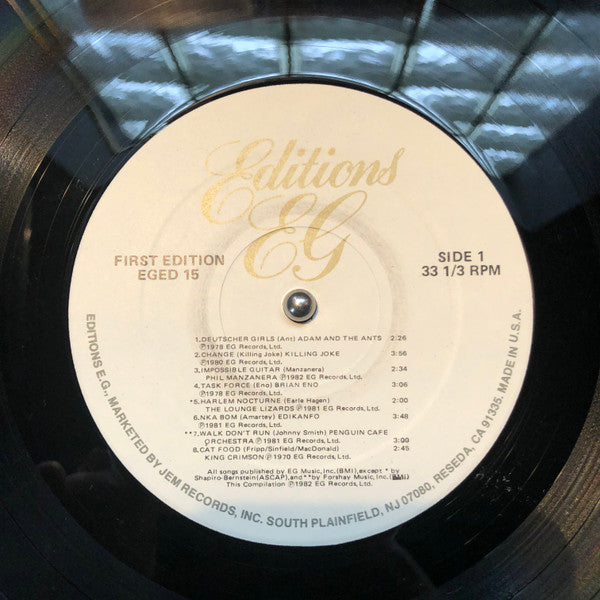 Editions
EG
FIRST EDITION
EGED 15
SIDE 1
33 1/3 RPM
1.DEUTSCHER GIRLS (Ant) ADAM AND THE ANTS 2:26
℗1978 EG Records, Ltd.
2.CHANGE (Killing Joke) KILLING JOKE 3:56
℗1980 EG Records, Ltd.
3.IMPOSSIBLE GUITAR (Manzanera) 2:34
PHIL MANZANERA ℗1982 EG Records, Ltd.
4.TASK FORCE (Eno) BRIAN ENO 3:06
℗1978 EG Records, Ltd.
*5.HARLEM NOCTURNE (Earle Hagen) 2:00
THE LOUNGE LIZARDS ℗1981 EG Records, Ltd.
6.NKA BOM (Amartey) EDIKANFO 3:48
℗1981 EG Records, Ltd.
**7.WALK DON'T RUN (Johnny Smith) PENGUIN CAFE
ORCHESTRA ℗1981 EG Records, Ltd. 3:00
8.CAT FOOD (Fripp/Sinfield/MacDonald) 2:45
KING CRIMSON ℗1970 EG Records, Ltd.
All songs published by EG Music, Inc.(BMI), except * by
Shapiro-Bernstein(ASCAP), and**by Forshay Music, Inc.(BMI)
This Compilation ℗1982 EG Records, Ltd.
EDITIONS E.G., MARKETED BY JEM RECORDS, INC. SOUTH PLAINFIELD, NJ 07080, RESEDA, CA 91335. MADE IN U.S.A.